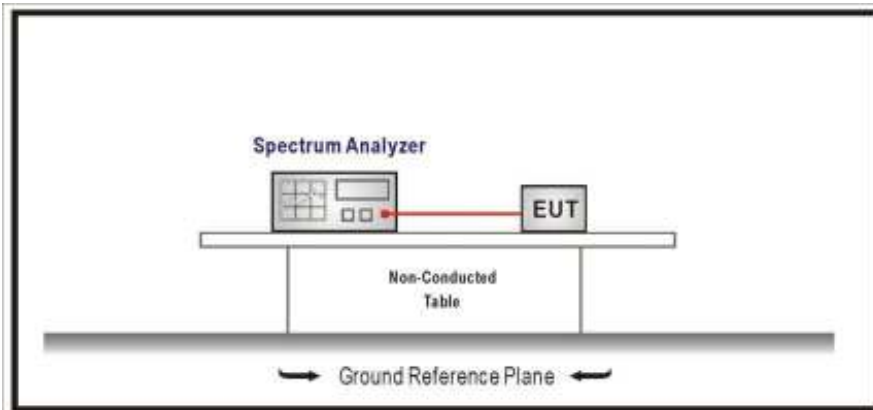 Spectrum Analyzer
EUT
Non-Conducted
Table
Ground Reference Plane